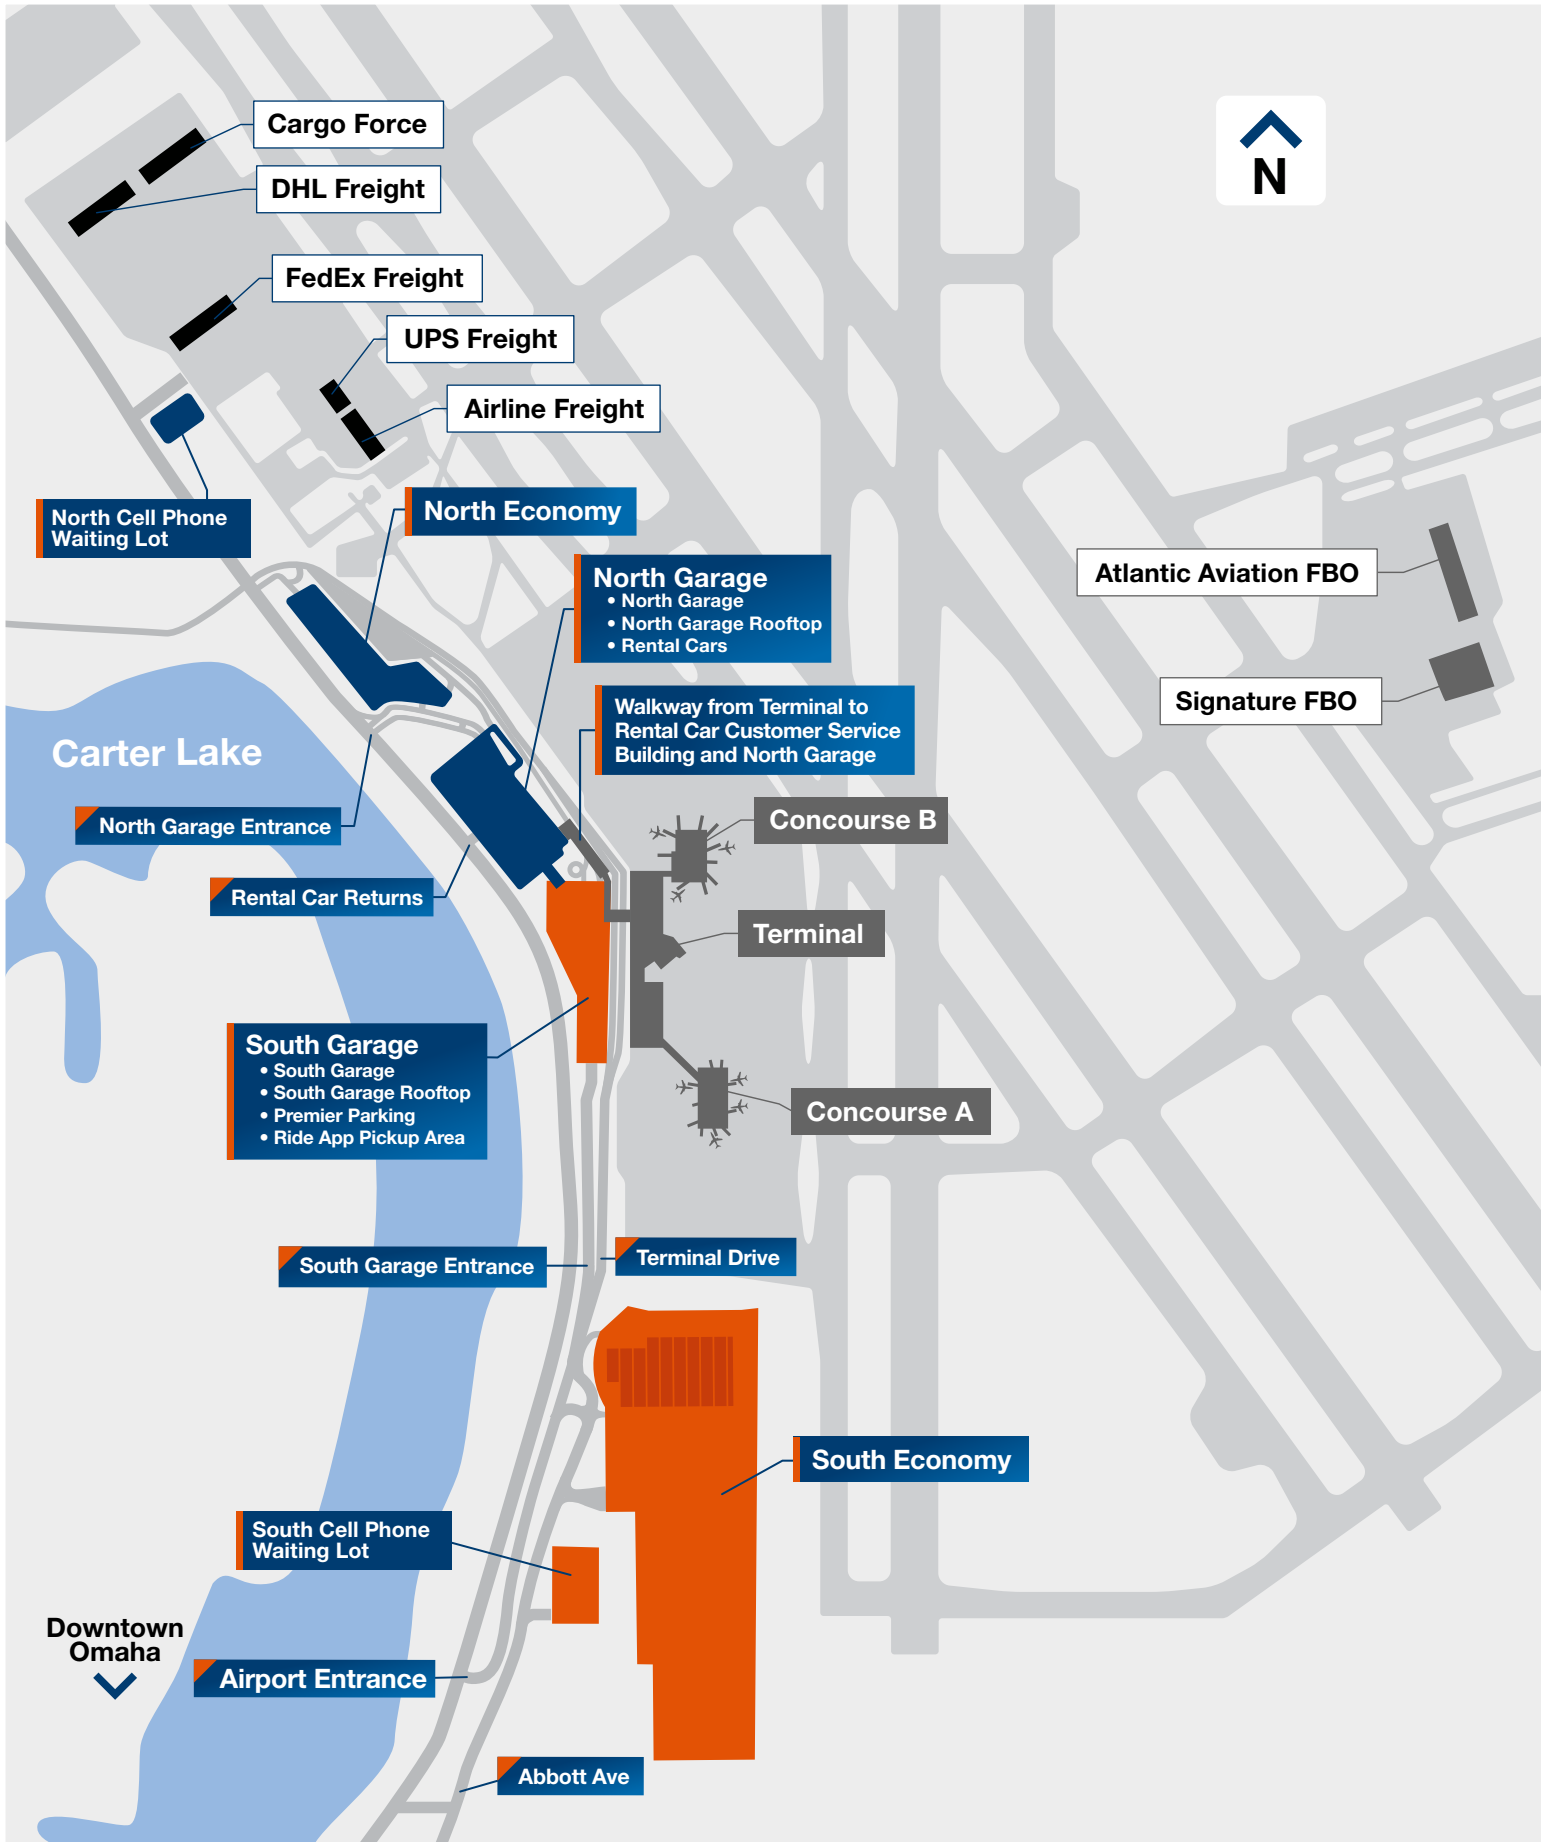 Cargo Force
N
DHL Freight
FedEx Freight
UPS Freight
Airline Freight
North Cell Phone
Waiting Lot
North Economy
North Garage
• North Garage
• North Garage Rooftop
• Rental Cars
Atlantic Aviation FBO
Signature FBO
Walkway from Terminal to
Rental Car Customer Service
Building and North Garage
Carter Lake
North Garage Entrance
Concourse B
Rental Car Returns
Terminal
South Garage
• South Garage
• South Garage Rooftop
• Premier Parking
• Ride App Pickup Area
Concourse A
South Garage Entrance
Terminal Drive
South Economy
South Cell Phone
Waiting Lot
Downtown
Omaha
Airport Entrance
Abbott Ave